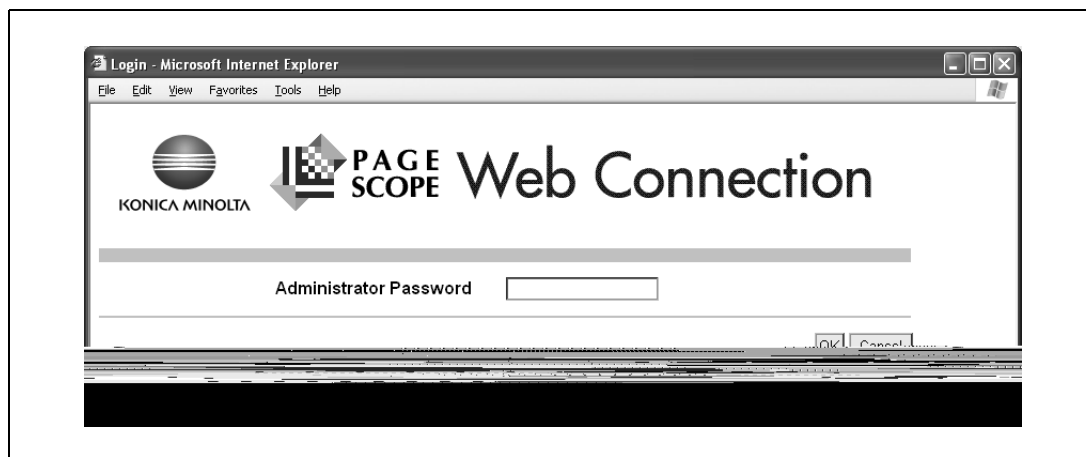 Login - Microsoft Internet Explorer
File Edit View Favorites Tools Help
KONICA MINOLTA
PAGE SCOPE Web Connection
Administrator Password
OK Cancel